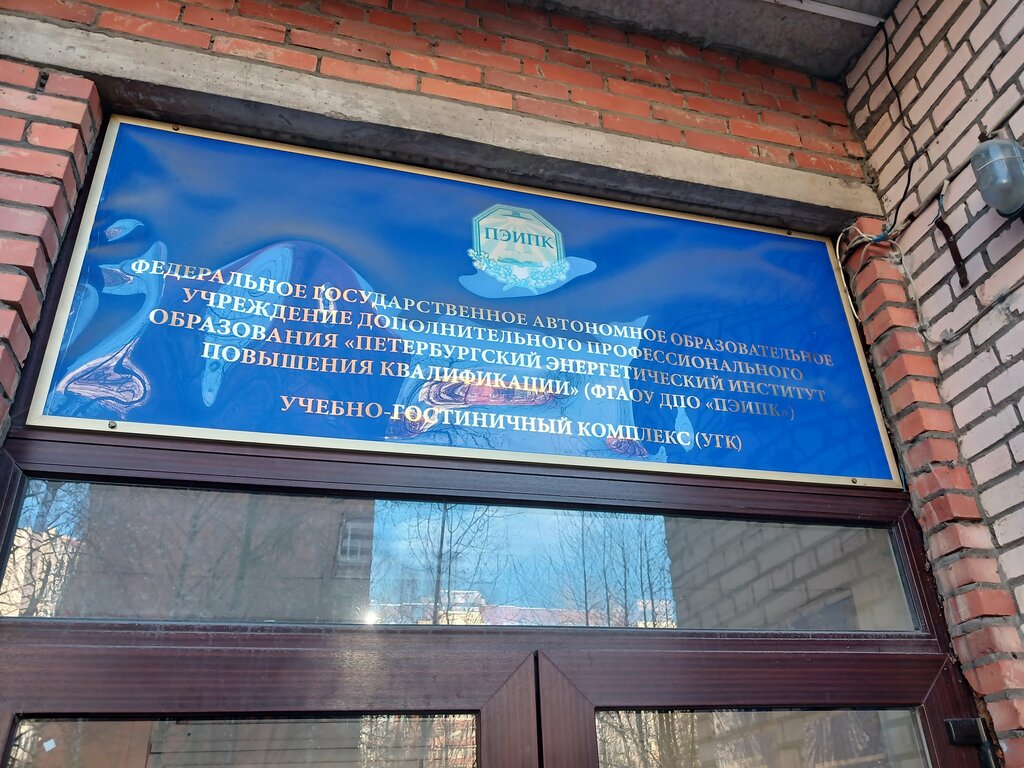 ПЭИПК
ФЕДЕРАЛЬНОЕ ГОСУДАРСТВЕННОЕ АВТОНОМНОЕ ОБРАЗОВАТЕЛЬНОЕ
УЧРЕЖДЕНИЕ ДОПОЛНИТЕЛЬНОГО ПРОФЕССИОНАЛЬНОГО
ОБРАЗОВАНИЯ «ПЕТЕРБУРГСКИЙ ЭНЕРГЕТИЧЕСКИЙ ИНСТИТУТ
ПОВЫШЕНИЯ КВАЛИФИКАЦИИ» (ФГАОУ ДПО «ПЭИПК»)
УЧЕБНО-ГОСТИНИЧНЫЙ КОМПЛЕКС (УГК)